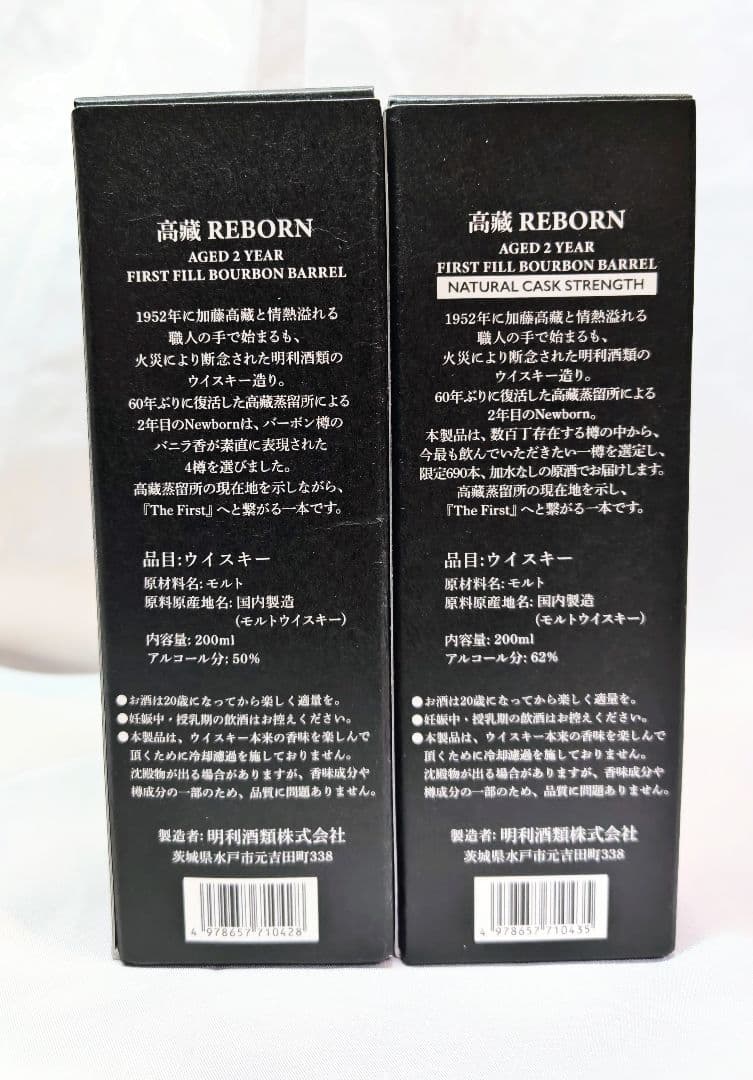 高藏 REBORN
AGED 2 YEAR
FIRST FILL BOURBON BARREL
1952年に加藤高藏と情熱溢れる
職人の手で始まるも、
火災により断念された明利酒類の
ウイスキー造り。
60年ぶりに復活した高藏蒸留所による
2年目のNewbornは、バーボン樽の
バニラ香が素直に表現された
4樽を選びました。
高藏蒸留所の現在地を示しながら、
『The First』へと繋がる一本です。
品目:ウイスキー
原材料名:モルト
原料原産地名:国内製造
(モルトウイスキー)
内容量:200ml
アルコール分:50%
●お酒は20歳になってから楽しく適量を。
●妊娠中・授乳期の飲酒はお控えください。
●本製品は、ウイスキー本来の香味を楽しんで
頂くために冷却濾過を施しておりません。
沈殿物が出る場合がありますが、香味成分や
樽成分の一部のため、品質に問題ありません。
製造者:明利酒類株式会社
茨城県水戸市元吉田町338
4 978657 710428
高藏 REBORN
AGED 2 YEAR
FIRST FILL BOURBON BARREL
NATURAL CASK STRENGTH
1952年に加藤高藏と情熱溢れる
職人の手で始まるも、
火災により断念された明利酒類の
ウイスキー造り。
60年ぶりに復活した高藏蒸留所による
2年目のNewborn。
本製品は、数百丁存在する樽の中から、
今最も飲んでいただきたい一樽を選定し、
限定690本、加水なしの原酒でお届けします。
高藏蒸留所の現在地を示し、
『The First』へと繋がる一本です。
品目:ウイスキー
原材料名:モルト
原料原産地名:国内製造
(モルトウイスキー)
内容量:200ml
アルコール分:62%
●お酒は20歳になってから楽しく適量を。
●妊娠中・授乳期の飲酒はお控えください。
●本製品は、ウイスキー本来の香味を楽しんで
頂くために冷却濾過を施しておりません。
沈殿物が出る場合がありますが、香味成分や
樽成分の一部のため、品質に問題ありません。
製造者:明利酒類株式会社
茨城県水戸市元吉田町338
4 978657 710435